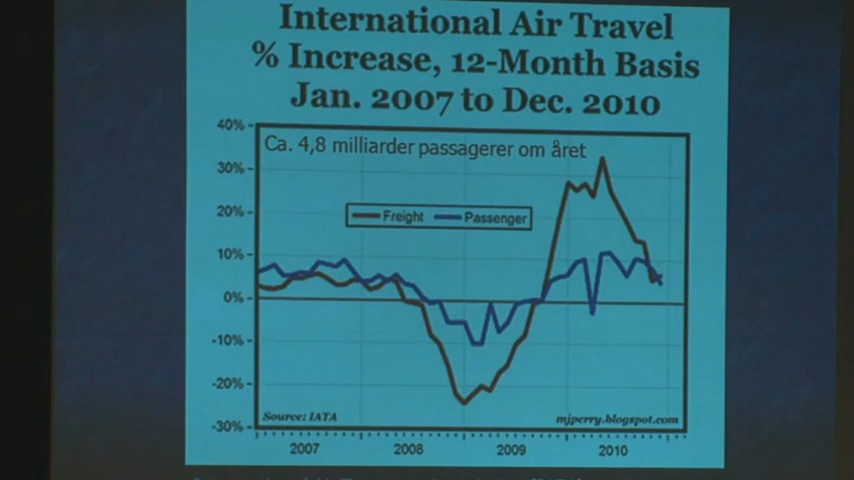 International Air Travel
% Increase, 12-Month Basis
Jan. 2007 to Dec. 2010
Ca. 4,8 milliarder passagerer om året
40%
30%
20%
10%
0%
-10%
-20%
-30%
Freight Passenger
Source: IATA
mjperry.blogspot.com
2007 2008 2009 2010